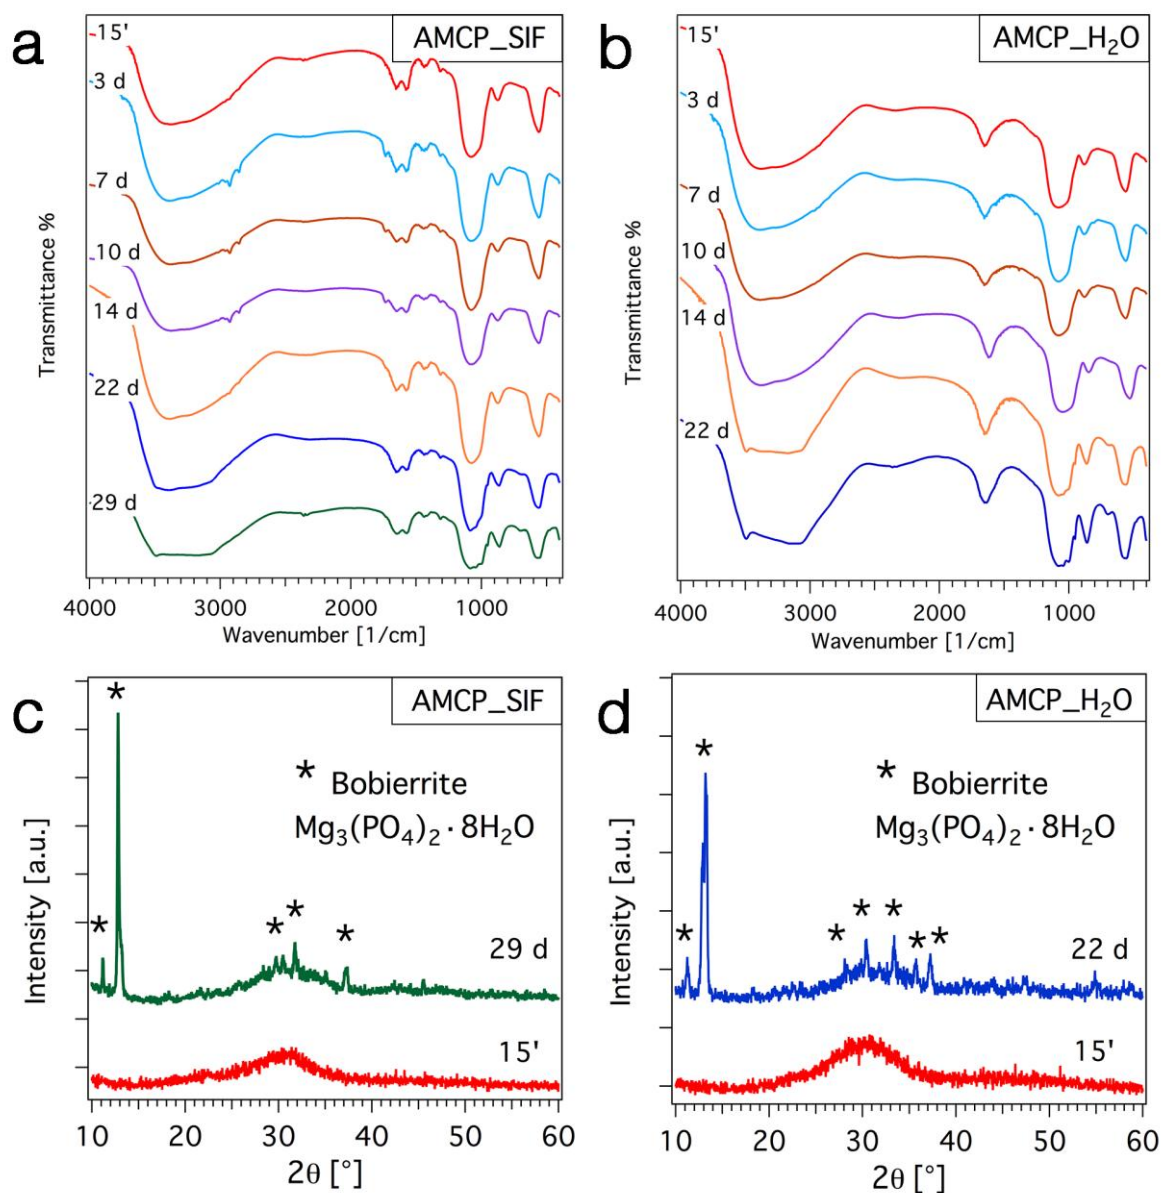 a
AMCP_SIF
15'
3 d
7 d
10 d
14 d
22 d
29 d
Transmittance %
4000 3000 2000 1000
Wavenumber [1/cm]
b
AMCP_H₂O
15'
3 d
7 d
10 d
14 d
22 d
Transmittance %
4000 3000 2000 1000
Wavenumber [1/cm]
c
AMCP_SIF
* Bobierrite
Mg₃(PO₄)₂·8H₂O
29 d
15'
Intensity [a.u.]
10 20 30 40 50 60
2θ [°]
d
AMCP_H₂O
* Bobierrite
Mg₃(PO₄)₂·8H₂O
22 d
15'
Intensity [a.u.]
10 20 30 40 50 60
2θ [°]